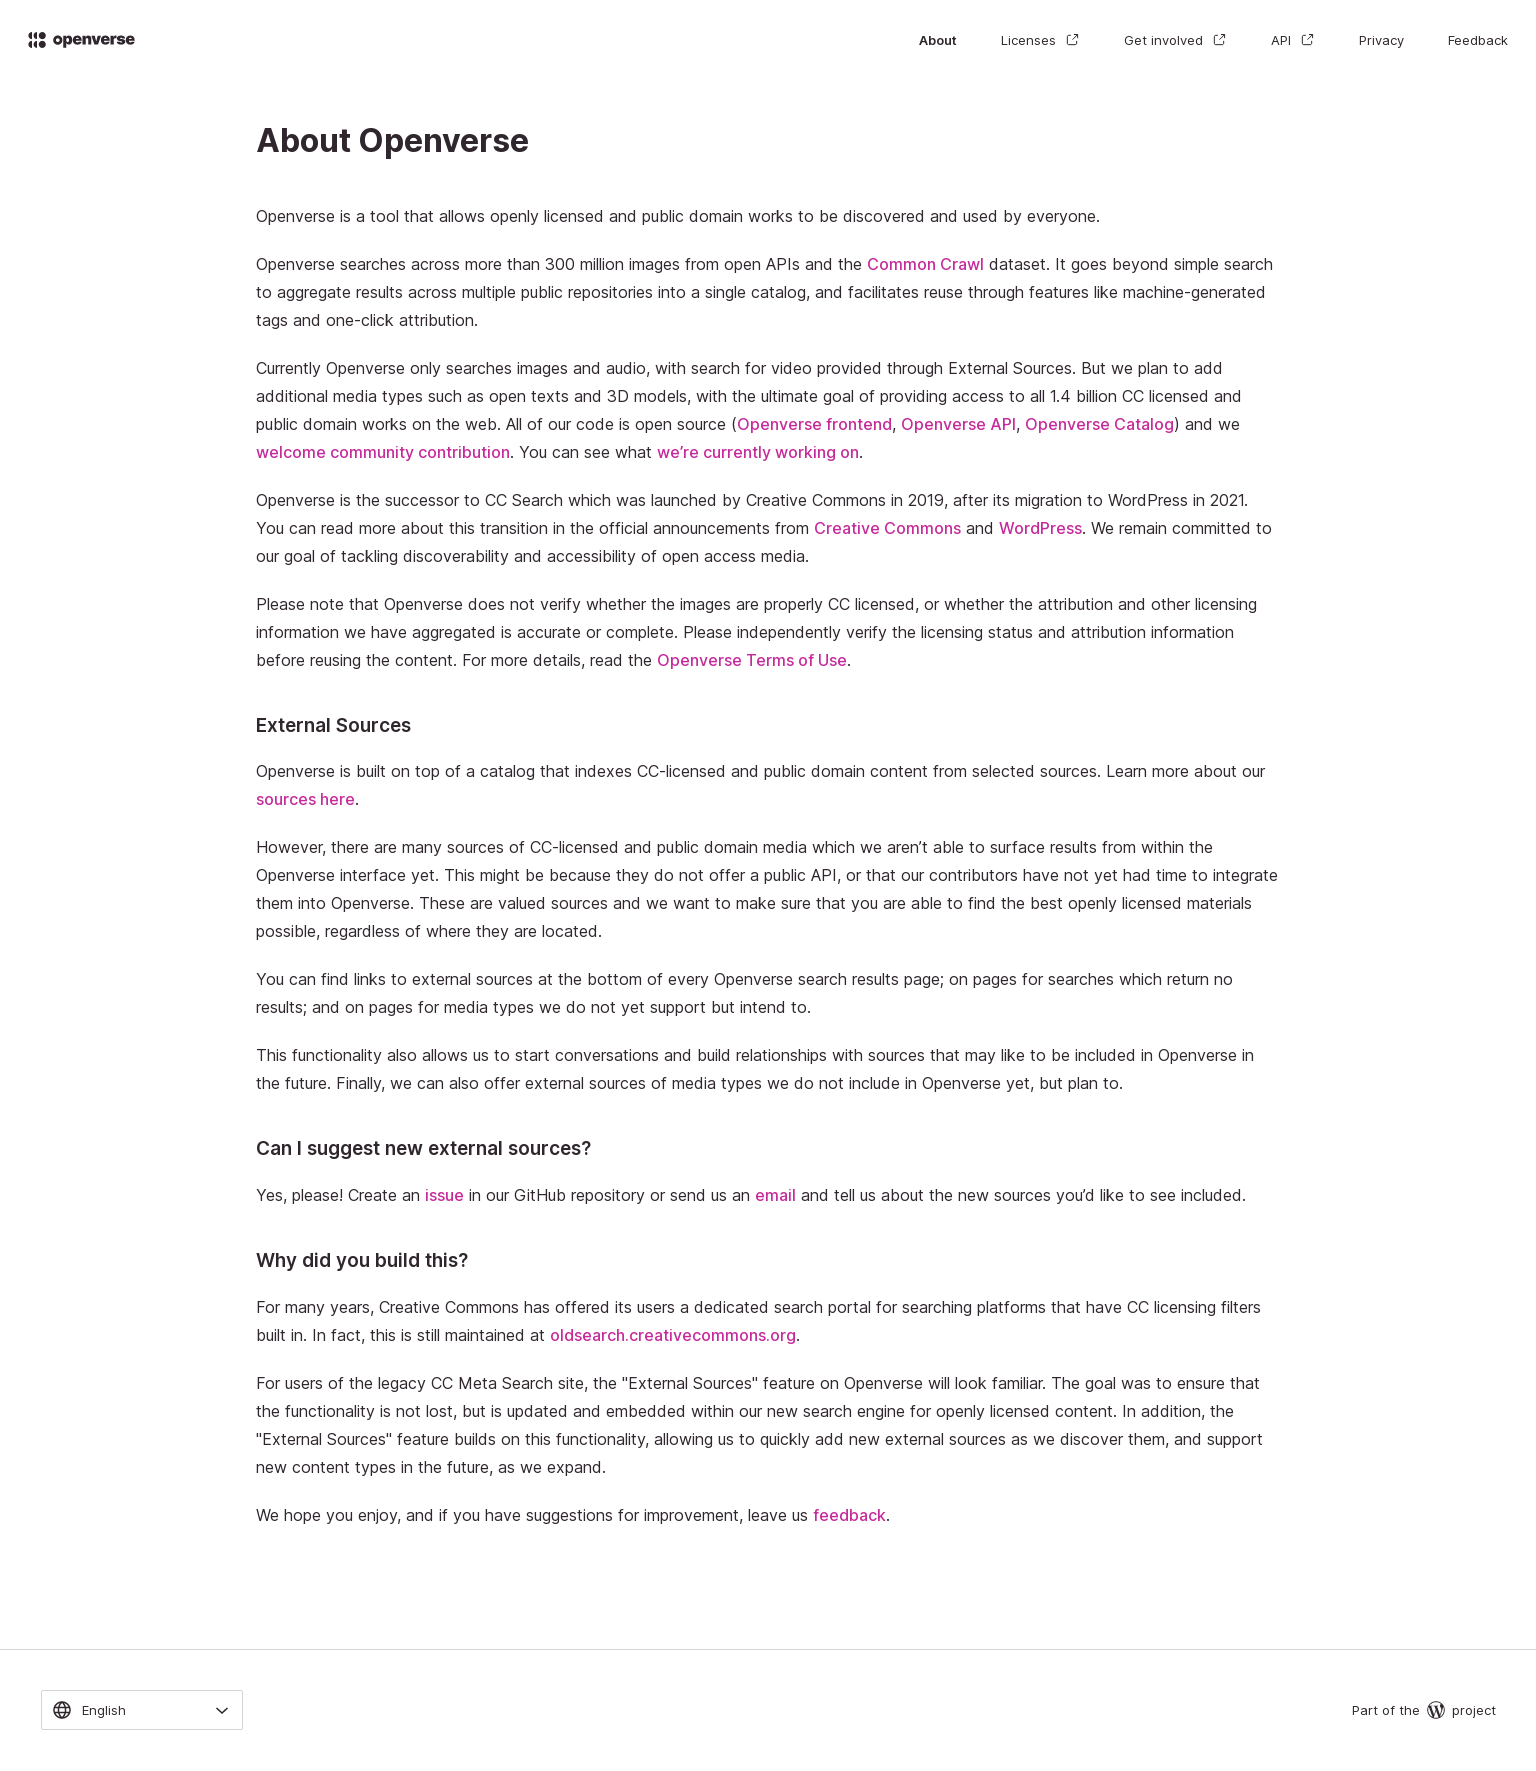 openverse
About Licenses Get involved API Privacy Feedback
About Openverse
Openverse is a tool that allows openly licensed and public domain works to be discovered and used by everyone.
Openverse searches across more than 300 million images from open APIs and the Common Crawl dataset. It goes beyond simple search
to aggregate results across multiple public repositories into a single catalog, and facilitates reuse through features like machine-generated
tags and one-click attribution.
Currently Openverse only searches images and audio, with search for video provided through External Sources. But we plan to add
additional media types such as open texts and 3D models, with the ultimate goal of providing access to all 1.4 billion CC licensed and
public domain works on the web. All of our code is open source (Openverse frontend, Openverse API, Openverse Catalog) and we
welcome community contribution. You can see what we’re currently working on.
Openverse is the successor to CC Search which was launched by Creative Commons in 2019, after its migration to WordPress in 2021.
You can read more about this transition in the official announcements from Creative Commons and WordPress. We remain committed to
our goal of tackling discoverability and accessibility of open access media.
Please note that Openverse does not verify whether the images are properly CC licensed, or whether the attribution and other licensing
information we have aggregated is accurate or complete. Please independently verify the licensing status and attribution information
before reusing the content. For more details, read the Openverse Terms of Use.
External Sources
Openverse is built on top of a catalog that indexes CC-licensed and public domain content from selected sources. Learn more about our
sources here.
However, there are many sources of CC-licensed and public domain media which we aren’t able to surface results from within the
Openverse interface yet. This might be because they do not offer a public API, or that our contributors have not yet had time to integrate
them into Openverse. These are valued sources and we want to make sure that you are able to find the best openly licensed materials
possible, regardless of where they are located.
You can find links to external sources at the bottom of every Openverse search results page; on pages for searches which return no
results; and on pages for media types we do not yet support but intend to.
This functionality also allows us to start conversations and build relationships with sources that may like to be included in Openverse in
the future. Finally, we can also offer external sources of media types we do not include in Openverse yet, but plan to.
Can I suggest new external sources?
Yes, please! Create an issue in our GitHub repository or send us an email and tell us about the new sources you’d like to see included.
Why did you build this?
For many years, Creative Commons has offered its users a dedicated search portal for searching platforms that have CC licensing filters
built in. In fact, this is still maintained at oldsearch.creativecommons.org.
For users of the legacy CC Meta Search site, the "External Sources" feature on Openverse will look familiar. The goal was to ensure that
the functionality is not lost, but is updated and embedded within our new search engine for openly licensed content. In addition, the
"External Sources" feature builds on this functionality, allowing us to quickly add new external sources as we discover them, and support
new content types in the future, as we expand.
We hope you enjoy, and if you have suggestions for improvement, leave us feedback.
English
Part of the project